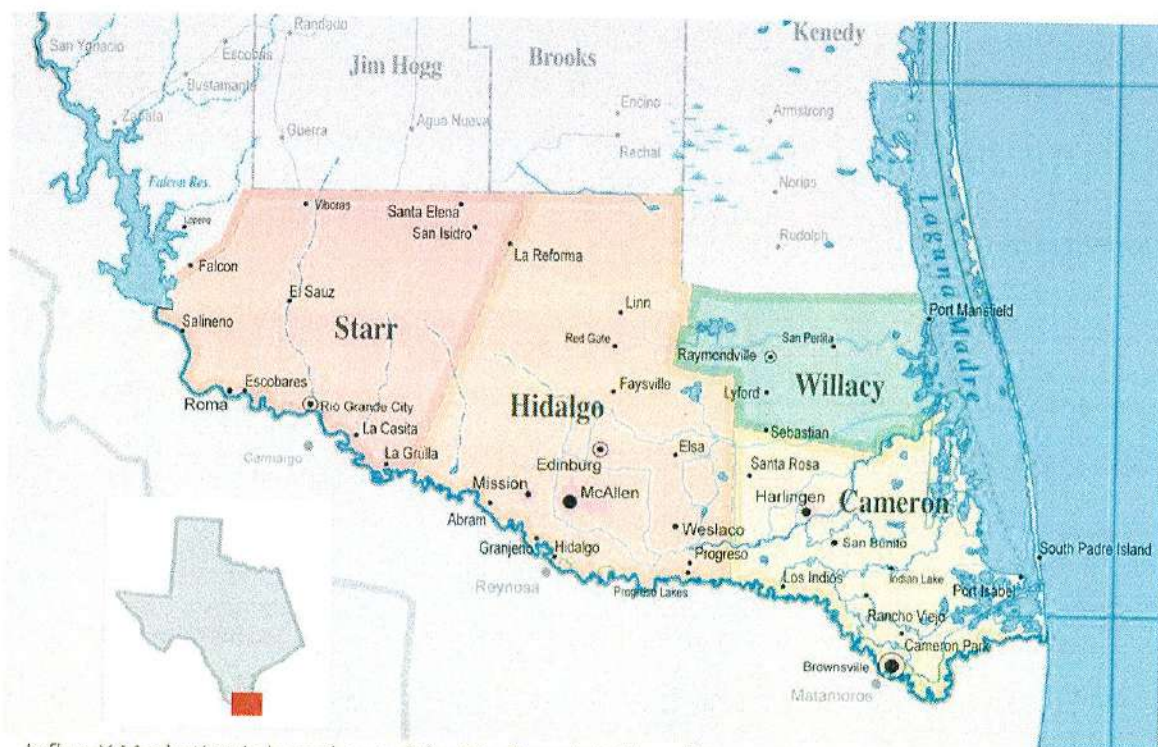 Randado
San Ygnacio
Escobas
Kenedy
Jim Hogg
Brooks
Bustamante
Encino
Armstrong
Zapata
Guerra
Agua Nueva
Rachal
Falcon Res.
Norias
Lopeno
Viboras
Santa Elena
San Isidro
Laguna Madre
La Reforma
Rudolph
Falcon
El Sauz
Linn
Port Mansfield
Salineno
Starr
Red Gate
San Perlita
Raymondville
Willacy
Escobares
Faysville
Lyford
Roma
Rio Grande City
Hidalgo
La Casita
Sebastian
Camargo
La Grulla
Edinburg
Elsa
Santa Rosa
Mission
McAllen
Harlingen
Cameron
Abram
Weslaco
Granjeno
Hidalgo
Progreso
San Benito
South Padre Island
Reynosa
Progreso Lakes
Los Indios
Indian Lake
Port Isabel
Rancho Viejo
Cameron Park
Brownsville
Matamoros